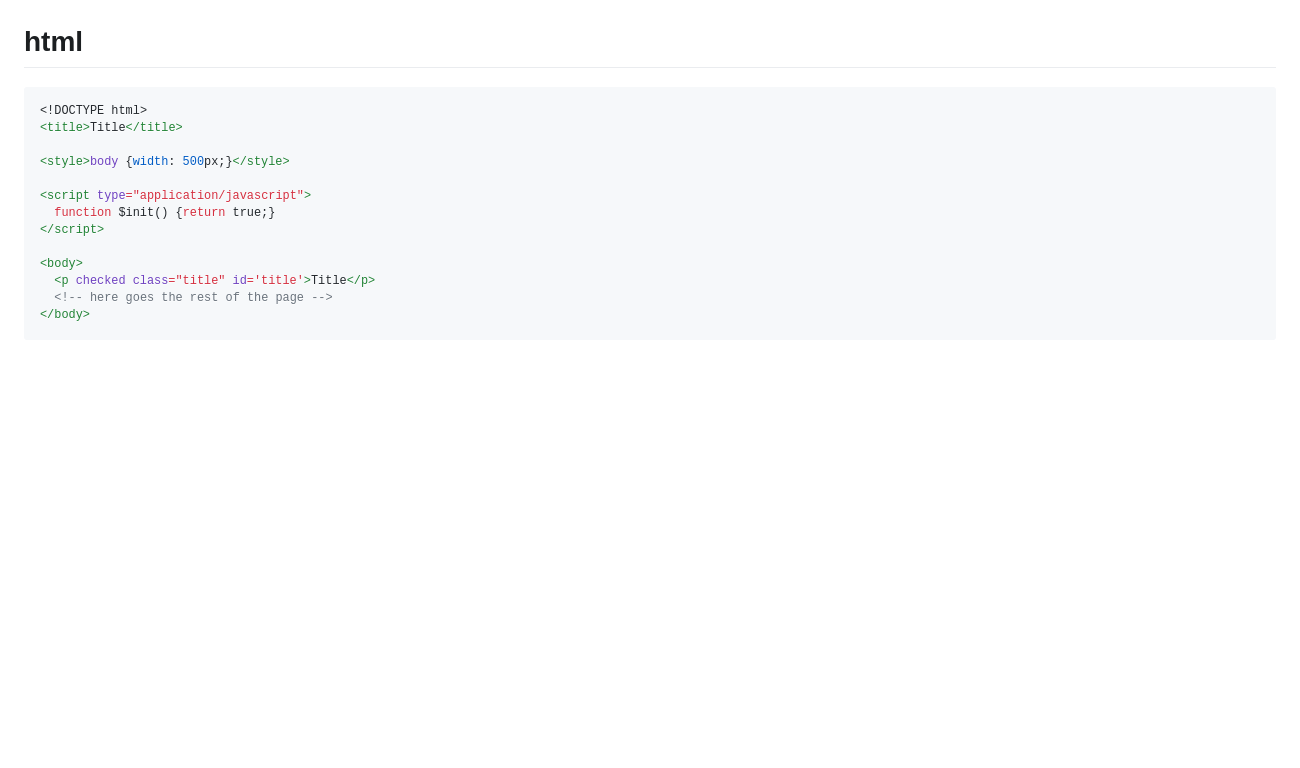 html
<!DOCTYPE html>
<title>Title</title>
<style>body {width: 500px;}</style>
<script type="application/javascript">
  function $init() {return true;}
</script>
<body>
  <p checked class="title" id='title'>Title</p>
  <!-- here goes the rest of the page -->
</body>